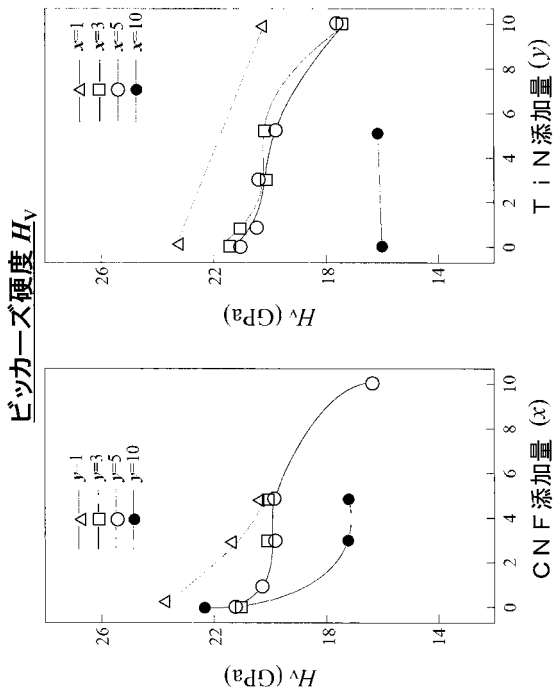 ビッカーズ硬度 Hv
y=1
y=3
y=5
y=10
26
22
18
Hv (GPa)
0 2 4 6 8 10
CNF添加量 (x)
x=1
x=3
x=5
x=10
26
22
18
Hv (GPa)
0 2 4 6 8 10
TiN添加量 (y)